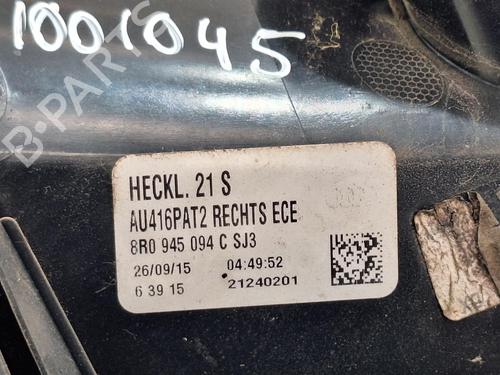 1001045
B-PARTS
HECKL. 21 S
AU416PAT2 RECHTS ECE
8R0 945 094 C SJ3
26/09/15 04:49:52
6 39 15 21240201